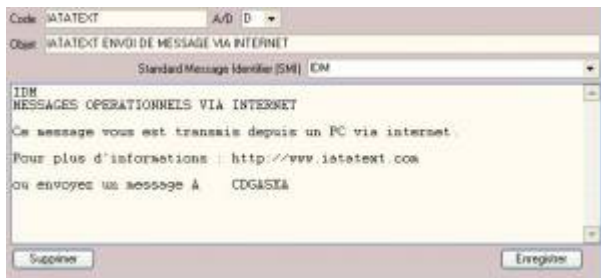 Code IATATEXT A/D D
Objet IATATEXT ENVOI DE MESSAGE VIA INTERNET
Standard Message Identifier (SMI) IDM
IDM
MESSAGES OPERATIONNELS VIA INTERNET
Ce message vous est transmis depuis un PC via internet.
Pour plus d'informations : http://www.iatatext.com
ou envoyez un message à CDGASXA
Supprimer Enregistrer